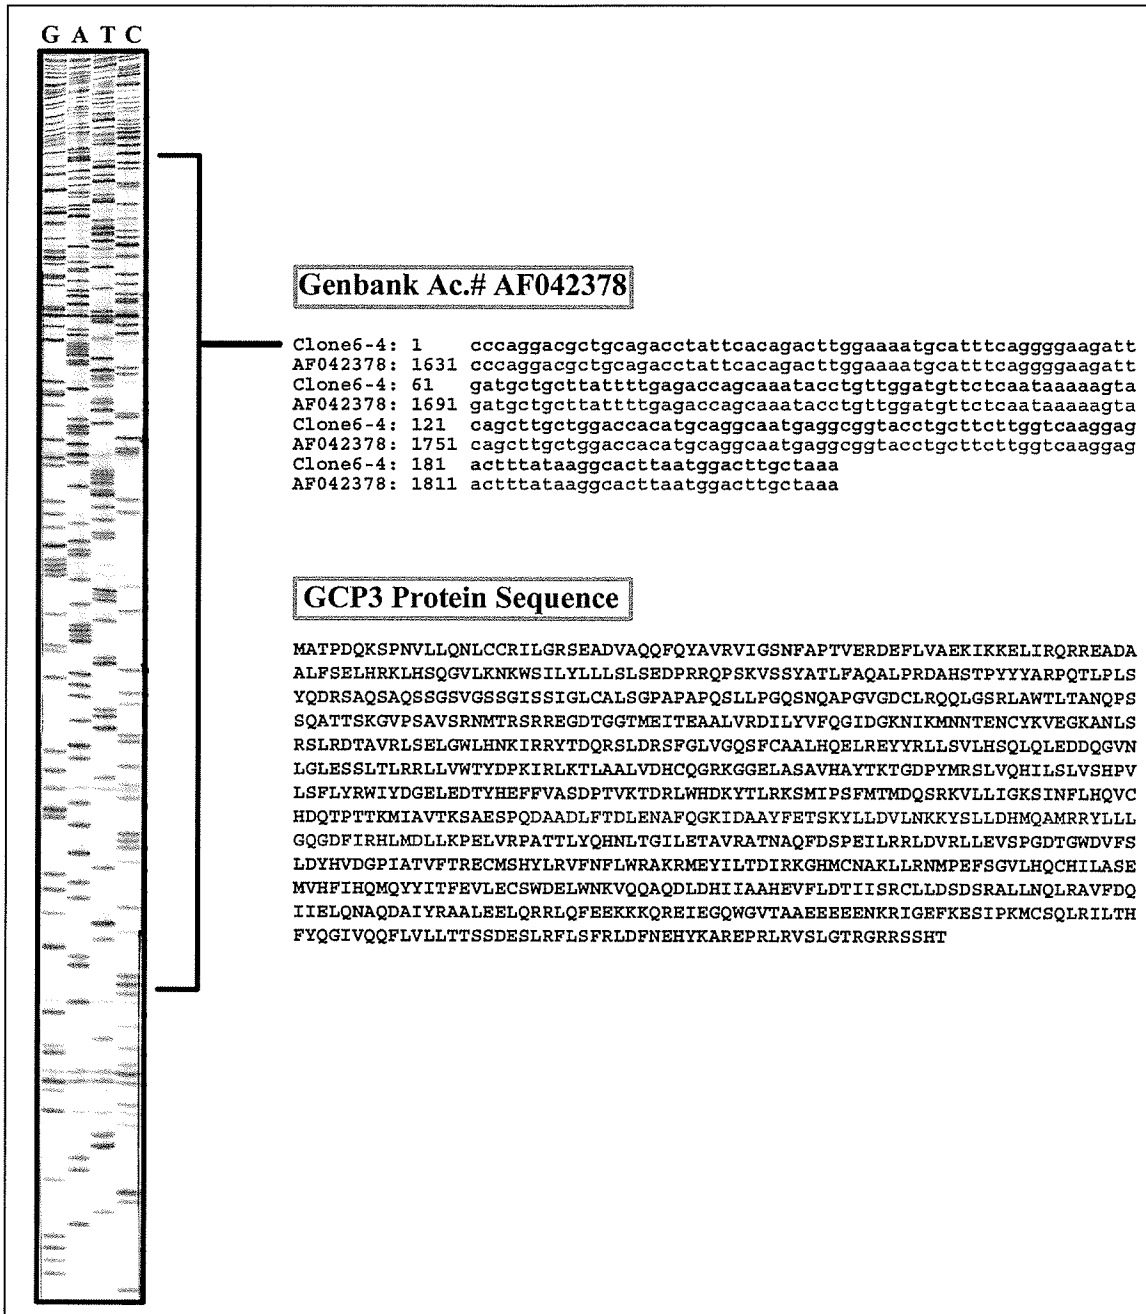 G A T C
Genbank Ac.# AF042378
Clone6-4: 1 cccaggacgctgcagacctattcacagacttggaaaatgcatttcaggggaagatt
AF042378: 1631 cccaggacgctgcagacctattcacagacttggaaaatgcatttcaggggaagatt
Clone6-4: 61 gatgctgcttattttgagaccagcaaatacctgttggatgttctcaataaaaagta
AF042378: 1691 gatgctgcttattttgagaccagcaaatacctgttggatgttctcaataaaaagta
Clone6-4: 121 cagcttgctggaccacatgcaggcaatgaggcggtacctgcttcttggtcaaggag
AF042378: 1751 cagcttgctggaccacatgcaggcaatgaggcggtacctgcttcttggtcaaggag
Clone6-4: 181 actttataaggcacttaatggacttgctaaa
AF042378: 1811 actttataaggcacttaatggacttgctaaa
GCP3 Protein Sequence
MATPDQKSPNVLLQNLCCRILGRSEADVAQQFQYAVRVIGSNFAPTVERDEFLVAEKIKKELIRQRREADA
ALFSELHRKLHSQGVLKNKWSILYLLLSLSEDPRRQPSKVSSYATLFAQALPRDAHSTPYYYARPQTLPLS
YQDRSAQSAQSSGSVGSSGISSIGLCALSGPAPAPQSLLPGQSNQAPGVGDCLRQQLGSRLAWTLTANQPS
SQATTSKGVPSAVSRNMTRSRREGDTGGTMEITEAALVRDILYVFQGIDGKNIKMNNTENCYKVEGKANLS
RSLRDTAVRLSELGWLHNKIRRYTDQRSLDRSFGLVGQSFCAALHQELREYYRLLSVLHSQLQLEDDQGVN
LGLESSLTLRRLLVWTYDPKIRLKTLAALVDHCQGRKGGELASAVHAYTKTGDPYMRSLVQHILSLVSHPV
LSFLYRWIYDGELEDTYHEFFVASDPTVKTDRLWHDKYTLRKSMIPSFMTMDQSRKVLLIGKSINFLHQVC
HDQTPTTKMIAVTKSAESPQDAADLFTDLENAFQGKIDAAYFETSKYLLDVLNKKYSLLDHMQAMRRYLLL
GQGDFIRHLMDLLKPELVRPATTLYQHNLTGILETAVRATNAQFDSPEILRRLDVRLLEVSPGDTGWDVFS
LDYHVDGPIATVFTRECMSHYLRVFNFLWRAKRMEYILTDIRKGHMCNAKLLRNMPEFSGVLHQCHILASE
MVHFIHQMQYYITFEVLECSWDELWNKVQQAQDLDHIIAAHEVFLDTIISRCLLDSDSRALLNQLRAVFDQ
IIELQNAQDAIYRAALEELQRRLQFEEKKKQREIEGQWGVTAAEEEEENKRIGEFKESIPKMCSQLRILTH
FYQGIVQQFLVLLTTSSDESLRFLSFRLDFNEHYKAREPRLRVSLGTRGRRSSHT